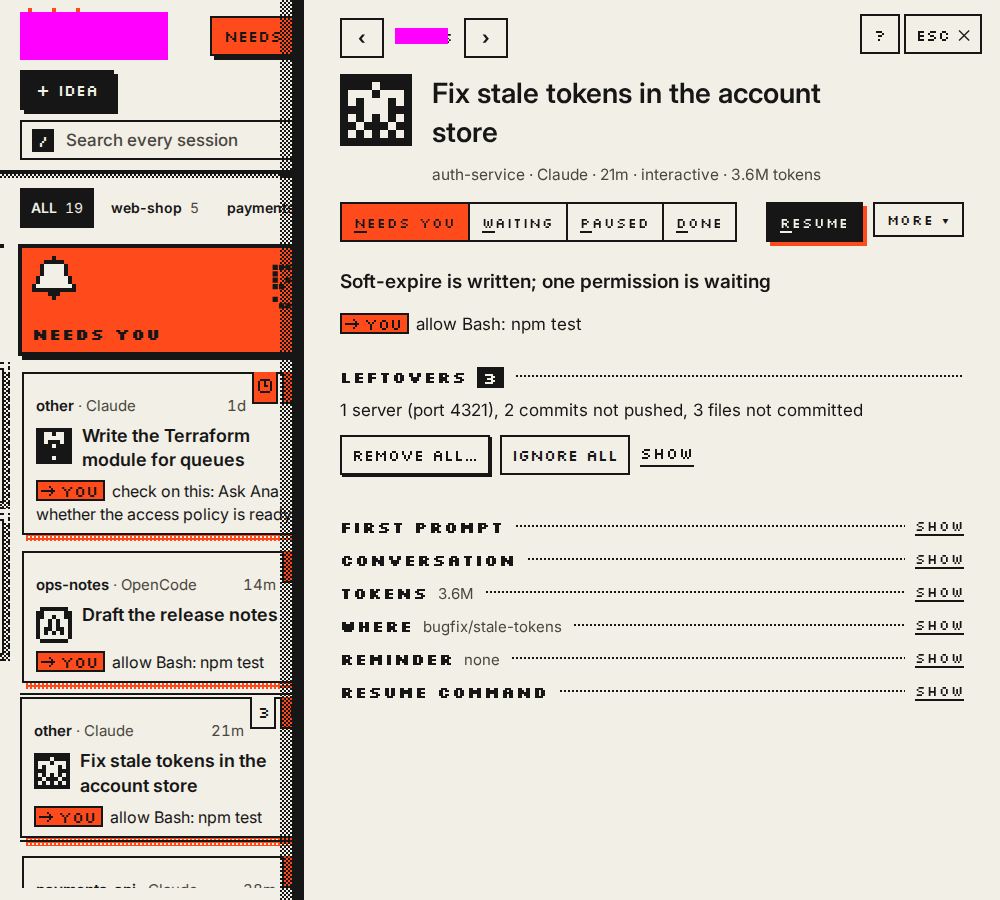 NEEDS
+ IDEA
/ Search every session
ALL 19 web-shop 5 payment
NEEDS YOU
other · Claude 1d
Write the Terraform
module for queues
→ YOU check on this: Ask Ana
whether the access policy is ready
ops-notes · OpenCode 14m
Draft the release notes
→ YOU allow Bash: npm test
3
other · Claude 21m
Fix stale tokens in the
account store
→ YOU allow Bash: npm test
payments-api · Claude 28m
‹ › ? ESC ×
Fix stale tokens in the account
store
auth-service · Claude · 21m · interactive · 3.6M tokens
NEEDS YOU WAITING PAUSED DONE RESUME MORE ▾
Soft-expire is written; one permission is waiting
→ YOU allow Bash: npm test
LEFTOVERS 3
1 server (port 4321), 2 commits not pushed, 3 files not committed
REMOVE ALL… IGNORE ALL SHOW
FIRST PROMPT SHOW
CONVERSATION SHOW
TOKENS 3.6M SHOW
WHERE bugfix/stale-tokens SHOW
REMINDER none SHOW
RESUME COMMAND SHOW